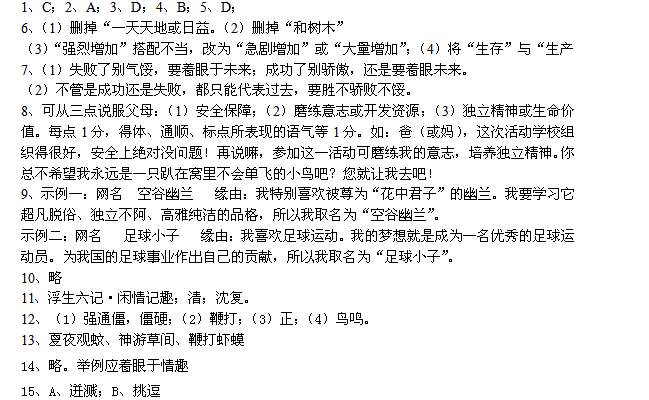 1、C；2、A；3、D；4、B；5、D；
6、（1）删掉“一天天地或日益。（2）删掉“和树木”
（3）“强烈增加”搭配不当，改为“急剧增加”或“大量增加”；（4）将“生存”与“生产
7、（1）失败了别气馁，要着眼于未来；成功了别骄傲，还是要着眼未来。
（2）不管是成功还是失败，都只能代表过去，要胜不骄败不馁。
8、可从三点说服父母：（1）安全保障；（2）磨练意志或开发资源；（3）独立精神或生命价
值。每点 1 分，得体、通顺、标点所表现的语气等 1 分。如：爸（或妈），这次活动学校组
织得很好，安全上绝对没问题！再说嘛，参加这一活动可磨练我的意志，培养独立精神。你
总不希望我永远是一只趴在窝里不会单飞的小鸟吧？您就让我去吧！
9、示例一：网名 空谷幽兰 缘由：我特别喜欢被尊为“花中君子”的幽兰。我要学习它
超凡脱俗、独立不阿、高雅纯洁的品格，所以我取名为“空谷幽兰”。
示例二：网名 足球小子 缘由：我喜欢足球运动。我的梦想就是成为一名优秀的足球运
动员。为我国的足球事业作出自己的贡献，所以我取名为“足球小子”。
10、略
11、浮生六记·闲情记趣；清；沈复。
12、（1）强通僵，僵硬；（2）鞭打；（3）正；（4）鸟鸣。
13、夏夜观蚊、神游草间、鞭打虾蟆
14、略。举例应着眼于情趣
15、A、迸溅；B、挑逗